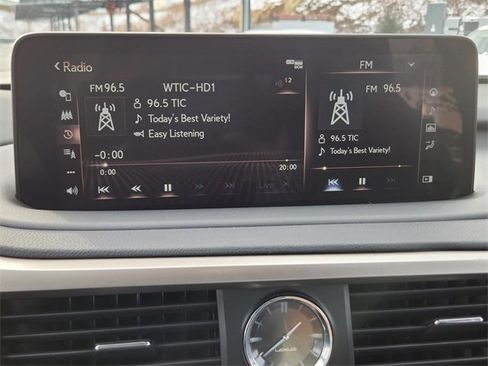 Radio
FM 96.5 WTIC-HD1
96.5 TIC
Today's Best Variety!
Easy Listening
-0:00
0:00 20:00
Live
12
FM
FM 96.5
96.5 TIC
Today's Best Variety!
LEXUS